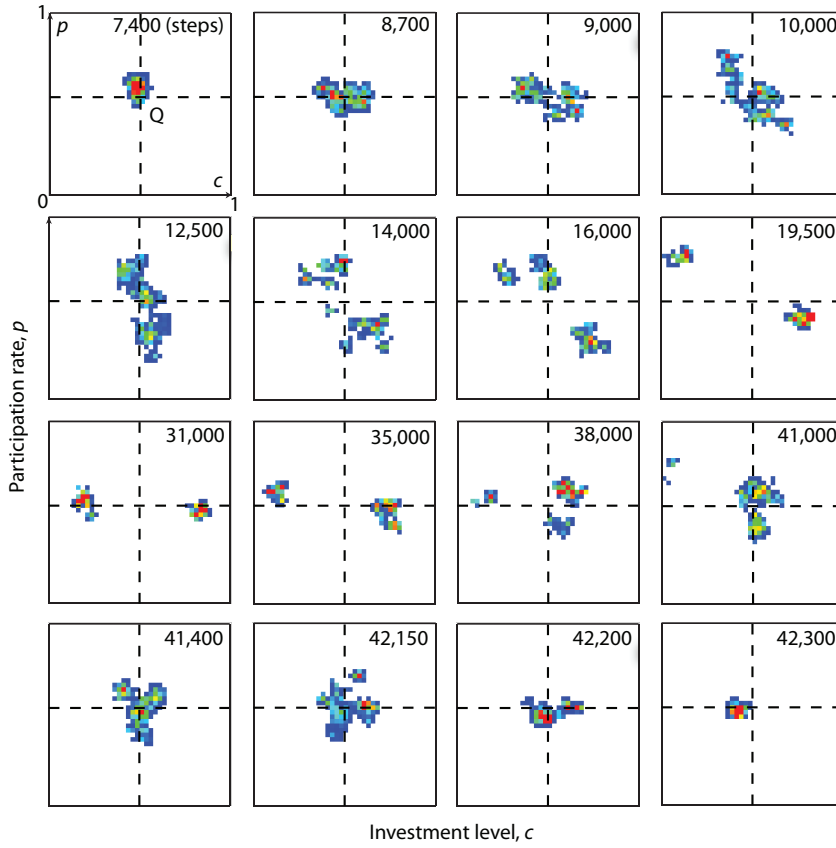 1
p 7,400 (steps) 8,700 9,000 10,000
Q
c
0 1
12,500 14,000 16,000 19,500
31,000 35,000 38,000 41,000
41,400 42,150 42,200 42,300
Participation rate, p
Investment level, c